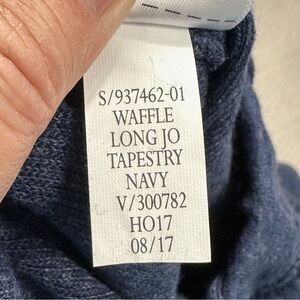 S/937462-01
WAFFLE
LONG JO
TAPESTRY
NAVY
V/300782
HO17
08/17